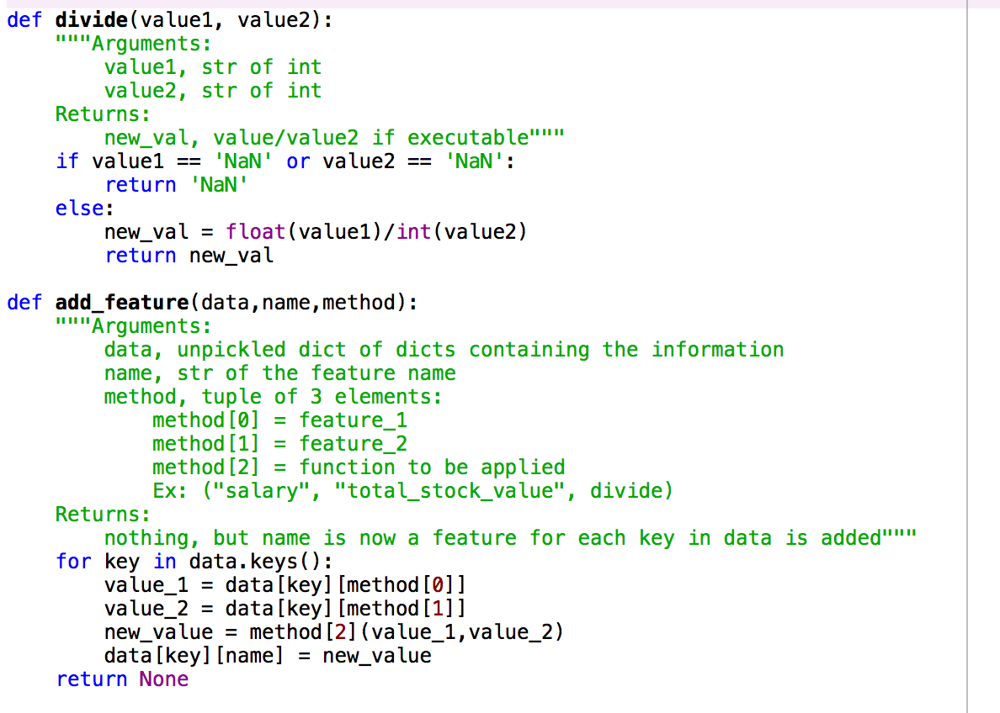 def divide(value1, value2):
    """Arguments:
        value1, str of int
        value2, str of int
    Returns:
        new_val, value/value2 if executable"""
    if value1 == 'NaN' or value2 == 'NaN':
        return 'NaN'
    else:
        new_val = float(value1)/int(value2)
        return new_val

def add_feature(data,name,method):
    """Arguments:
        data, unpickled dict of dicts containing the information
        name, str of the feature name
        method, tuple of 3 elements:
            method[0] = feature_1
            method[1] = feature_2
            method[2] = function to be applied
            Ex: ("salary", "total_stock_value", divide)
    Returns:
        nothing, but name is now a feature for each key in data is added"""
    for key in data.keys():
        value_1 = data[key][method[0]]
        value_2 = data[key][method[1]]
        new_value = method[2](value_1,value_2)
        data[key][name] = new_value
    return None